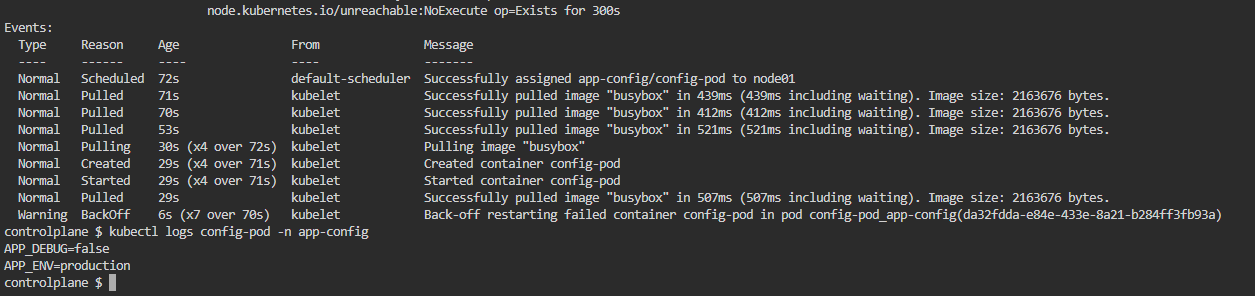 node.kubernetes.io/unreachable:NoExecute op=Exists for 300s
Events:
  Type     Reason     Age                From               Message
  ----     ------     ----               ----               -------
  Normal   Scheduled  72s                default-scheduler  Successfully assigned app-config/config-pod to node01
  Normal   Pulled     71s                kubelet            Successfully pulled image "busybox" in 439ms (439ms including waiting). Image size: 2163676 bytes.
  Normal   Pulled     70s                kubelet            Successfully pulled image "busybox" in 412ms (412ms including waiting). Image size: 2163676 bytes.
  Normal   Pulled     53s                kubelet            Successfully pulled image "busybox" in 521ms (521ms including waiting). Image size: 2163676 bytes.
  Normal   Pulling    30s (x4 over 72s)  kubelet            Pulling image "busybox"
  Normal   Created    29s (x4 over 71s)  kubelet            Created container config-pod
  Normal   Started    29s (x4 over 71s)  kubelet            Started container config-pod
  Normal   Pulled     29s                kubelet            Successfully pulled image "busybox" in 507ms (507ms including waiting). Image size: 2163676 bytes.
  Warning  BackOff    6s (x7 over 70s)   kubelet            Back-off restarting failed container config-pod in pod config-pod_app-config(da32fdda-e84e-433e-8a21-b284ff3fb93a)
controlplane $ kubectl logs config-pod -n app-config
APP_DEBUG=false
APP_ENV=production
controlplane $